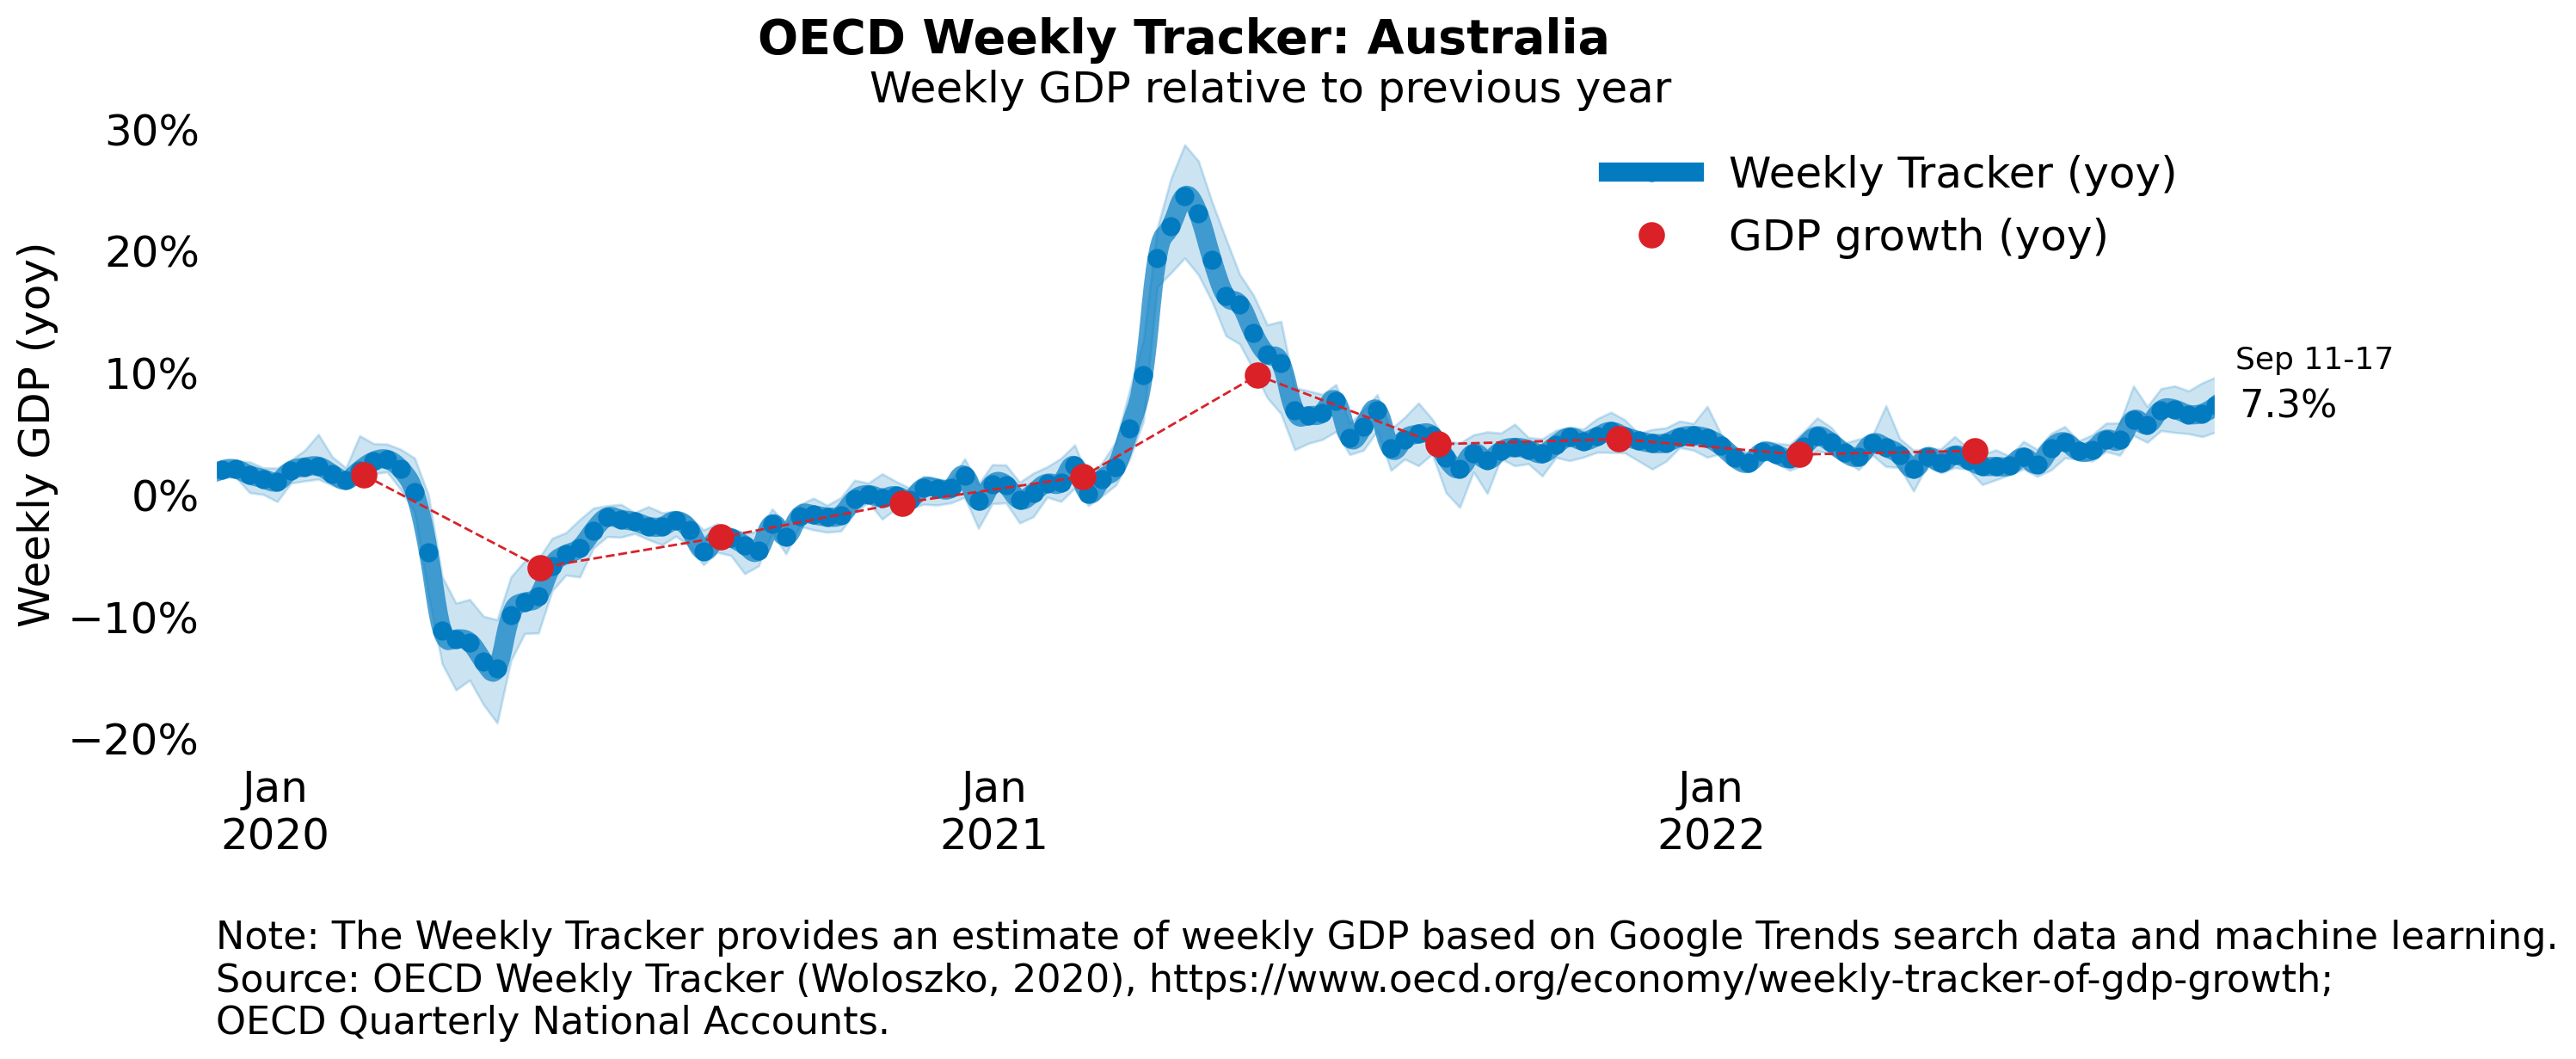 OECD Weekly Tracker: Australia
Weekly GDP relative to previous year
30%
20%
10%
0%
−10%
−20%
Weekly GDP (yoy)
Weekly Tracker (yoy)
GDP growth (yoy)
Sep 11-17
7.3%
Jan
2020
Jan
2021
Jan
2022
Note: The Weekly Tracker provides an estimate of weekly GDP based on Google Trends search data and machine learning.
Source: OECD Weekly Tracker (Woloszko, 2020), https://www.oecd.org/economy/weekly-tracker-of-gdp-growth;
OECD Quarterly National Accounts.